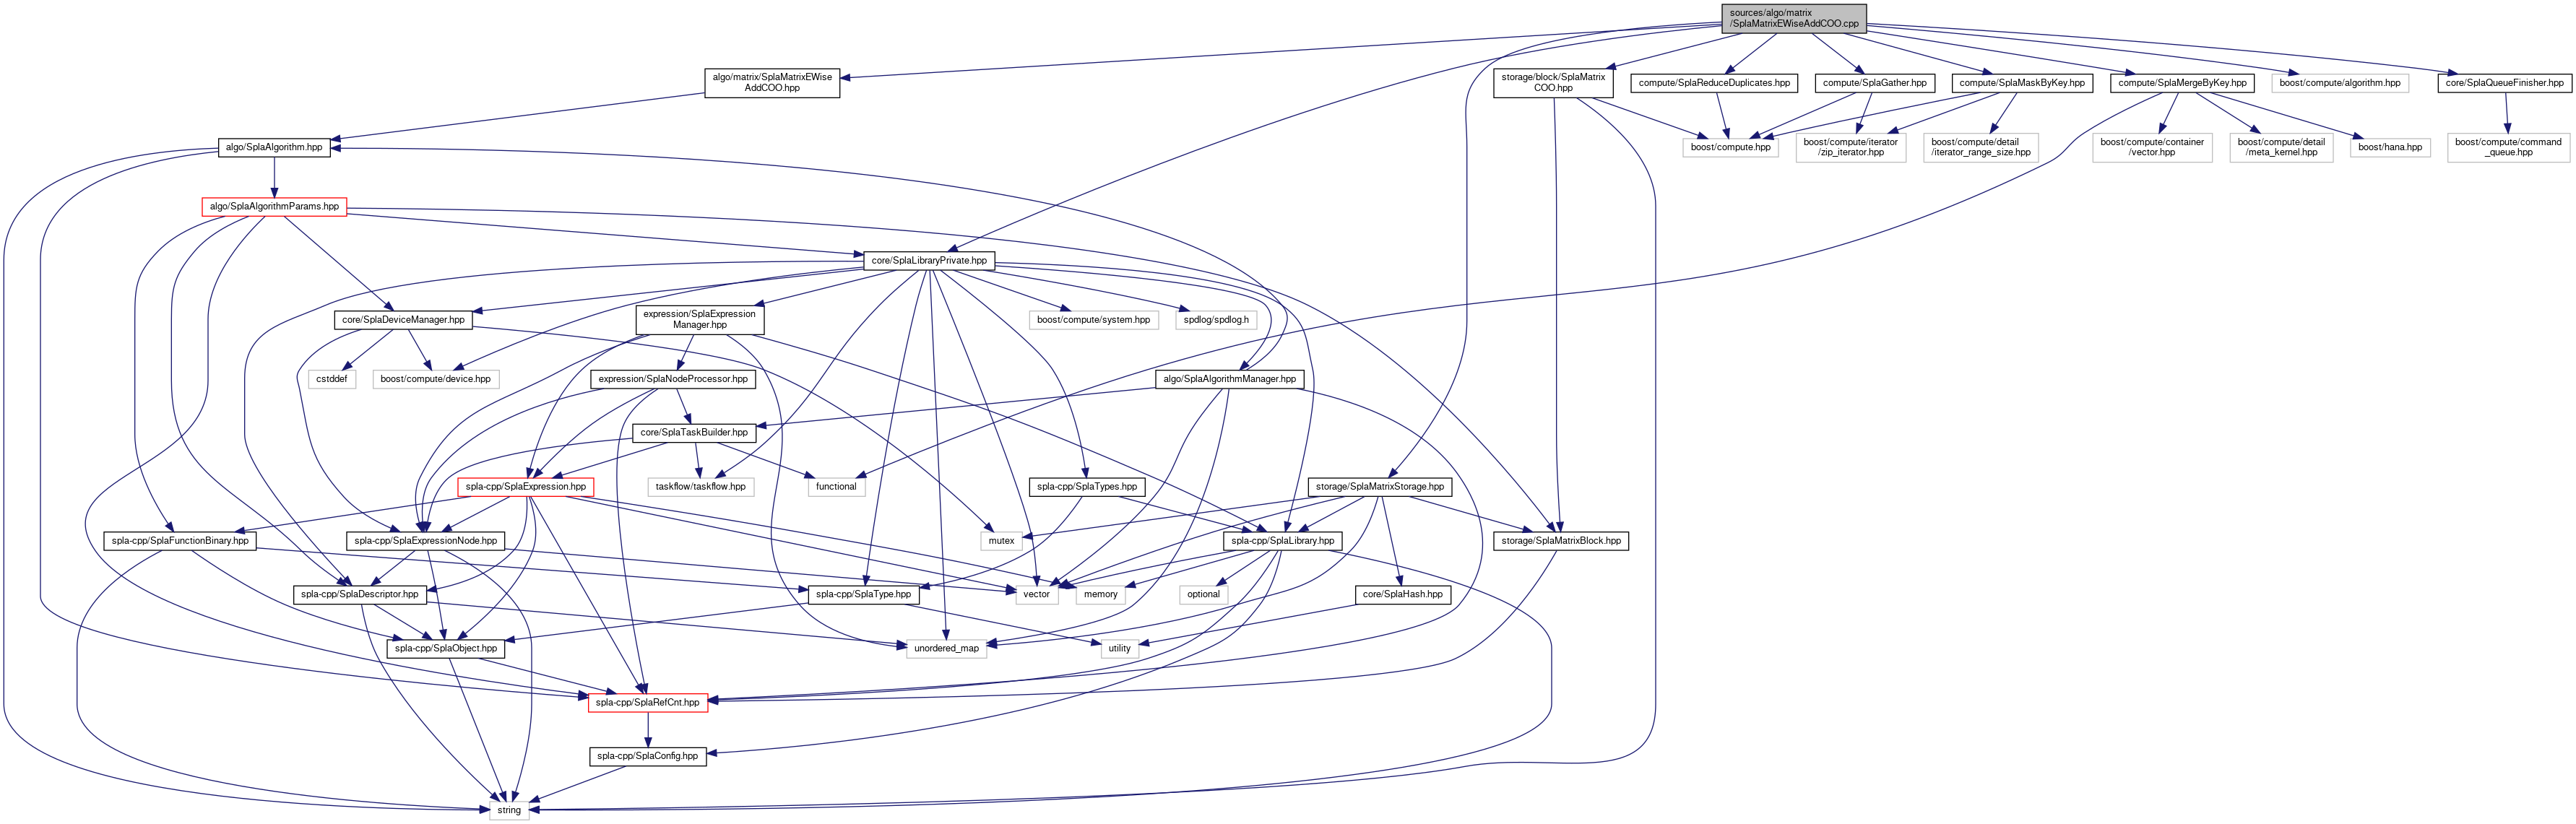 sources/algo/matrix
/SplaMatrixEWiseAddCOO.cpp
algo/matrix/SplaMatrixEWise
AddCOO.hpp
storage/block/SplaMatrix
COO.hpp
compute/SplaReduceDuplicates.hpp
compute/SplaGather.hpp
compute/SplaMaskByKey.hpp
compute/SplaMergeByKey.hpp
boost/compute/algorithm.hpp
core/SplaQueueFinisher.hpp
algo/SplaAlgorithm.hpp
boost/compute.hpp
boost/compute/iterator
/zip_iterator.hpp
boost/compute/detail
/iterator_range_size.hpp
boost/compute/container
/vector.hpp
boost/compute/detail
/meta_kernel.hpp
boost/hana.hpp
boost/compute/command
_queue.hpp
algo/SplaAlgorithmParams.hpp
core/SplaLibraryPrivate.hpp
core/SplaDeviceManager.hpp
expression/SplaExpression
Manager.hpp
boost/compute/system.hpp
spdlog/spdlog.h
cstddef
boost/compute/device.hpp
expression/SplaNodeProcessor.hpp
algo/SplaAlgorithmManager.hpp
core/SplaTaskBuilder.hpp
spla-cpp/SplaExpression.hpp
taskflow/taskflow.hpp
functional
spla-cpp/SplaTypes.hpp
storage/SplaMatrixStorage.hpp
spla-cpp/SplaFunctionBinary.hpp
spla-cpp/SplaExpressionNode.hpp
mutex
spla-cpp/SplaLibrary.hpp
storage/SplaMatrixBlock.hpp
spla-cpp/SplaDescriptor.hpp
spla-cpp/SplaType.hpp
vector
memory
optional
core/SplaHash.hpp
spla-cpp/SplaObject.hpp
unordered_map
utility
spla-cpp/SplaRefCnt.hpp
spla-cpp/SplaConfig.hpp
string